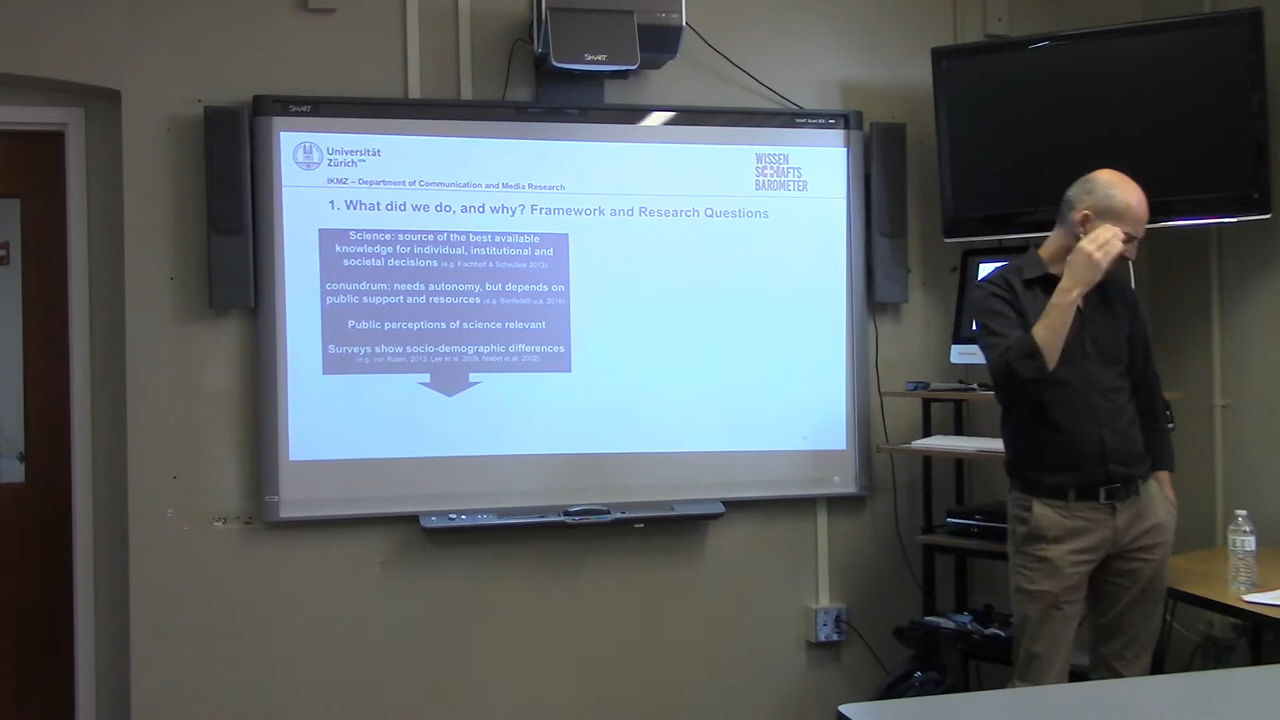 SMART
SMART
Universität
Zürich
WISSEN
SCHAFTS
BAROMETER
IKMZ – Department of Communication and Media Research
1. What did we do, and why? Framework and Research Questions
Science: source of the best available
knowledge for individual, institutional and
societal decisions (e.g. Fischhoff & Scheufele 2013)
conundrum: needs autonomy, but depends on
public support and resources (e.g. Bonfadelli u.a. 2016)
Public perceptions of science relevant
Surveys show socio-demographic differences
(e.g. von Roten, 2013, Lee et al. 2005, Nisbet et al. 2002)